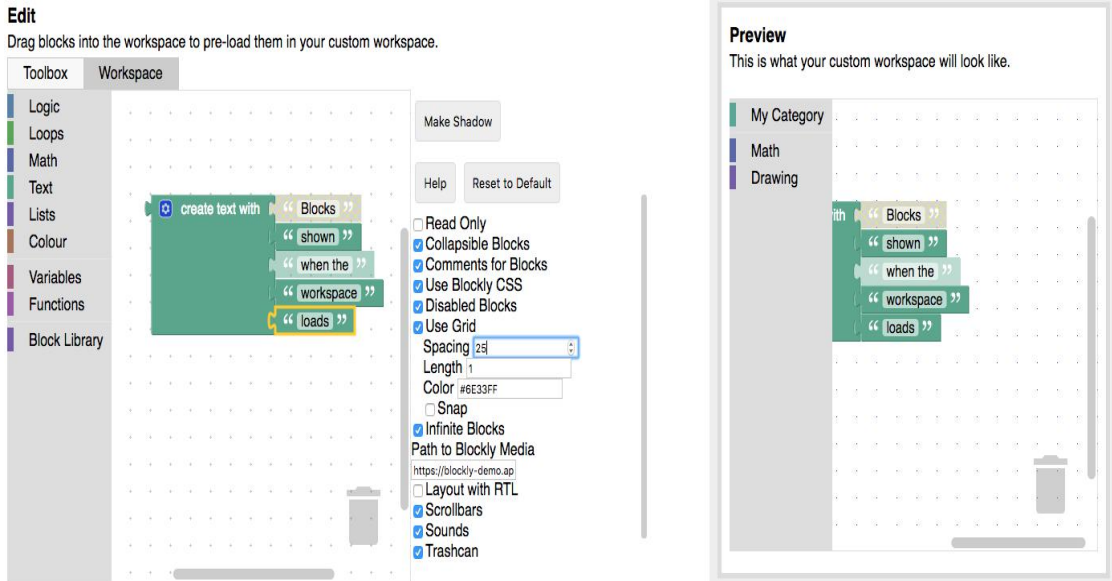 Edit
Drag blocks into the workspace to pre-load them in your custom workspace.
Toolbox Workspace
Logic
Loops
Math
Text
Lists
Colour
Variables
Functions
Block Library
create text with “ Blocks ”
“ shown ”
“ when the ”
“ workspace ”
“ loads ”
Make Shadow
Help Reset to Default
Read Only
Collapsible Blocks
Comments for Blocks
Use Blockly CSS
Disabled Blocks
Use Grid
Spacing 25
Length 1
Color #6E33FF
Snap
Infinite Blocks
Path to Blockly Media
https://blockly-demo.ap
Layout with RTL
Scrollbars
Sounds
Trashcan
Preview
This is what your custom workspace will look like.
My Category
Math
Drawing
ith “ Blocks ”
“ shown ”
“ when the ”
“ workspace ”
“ loads ”